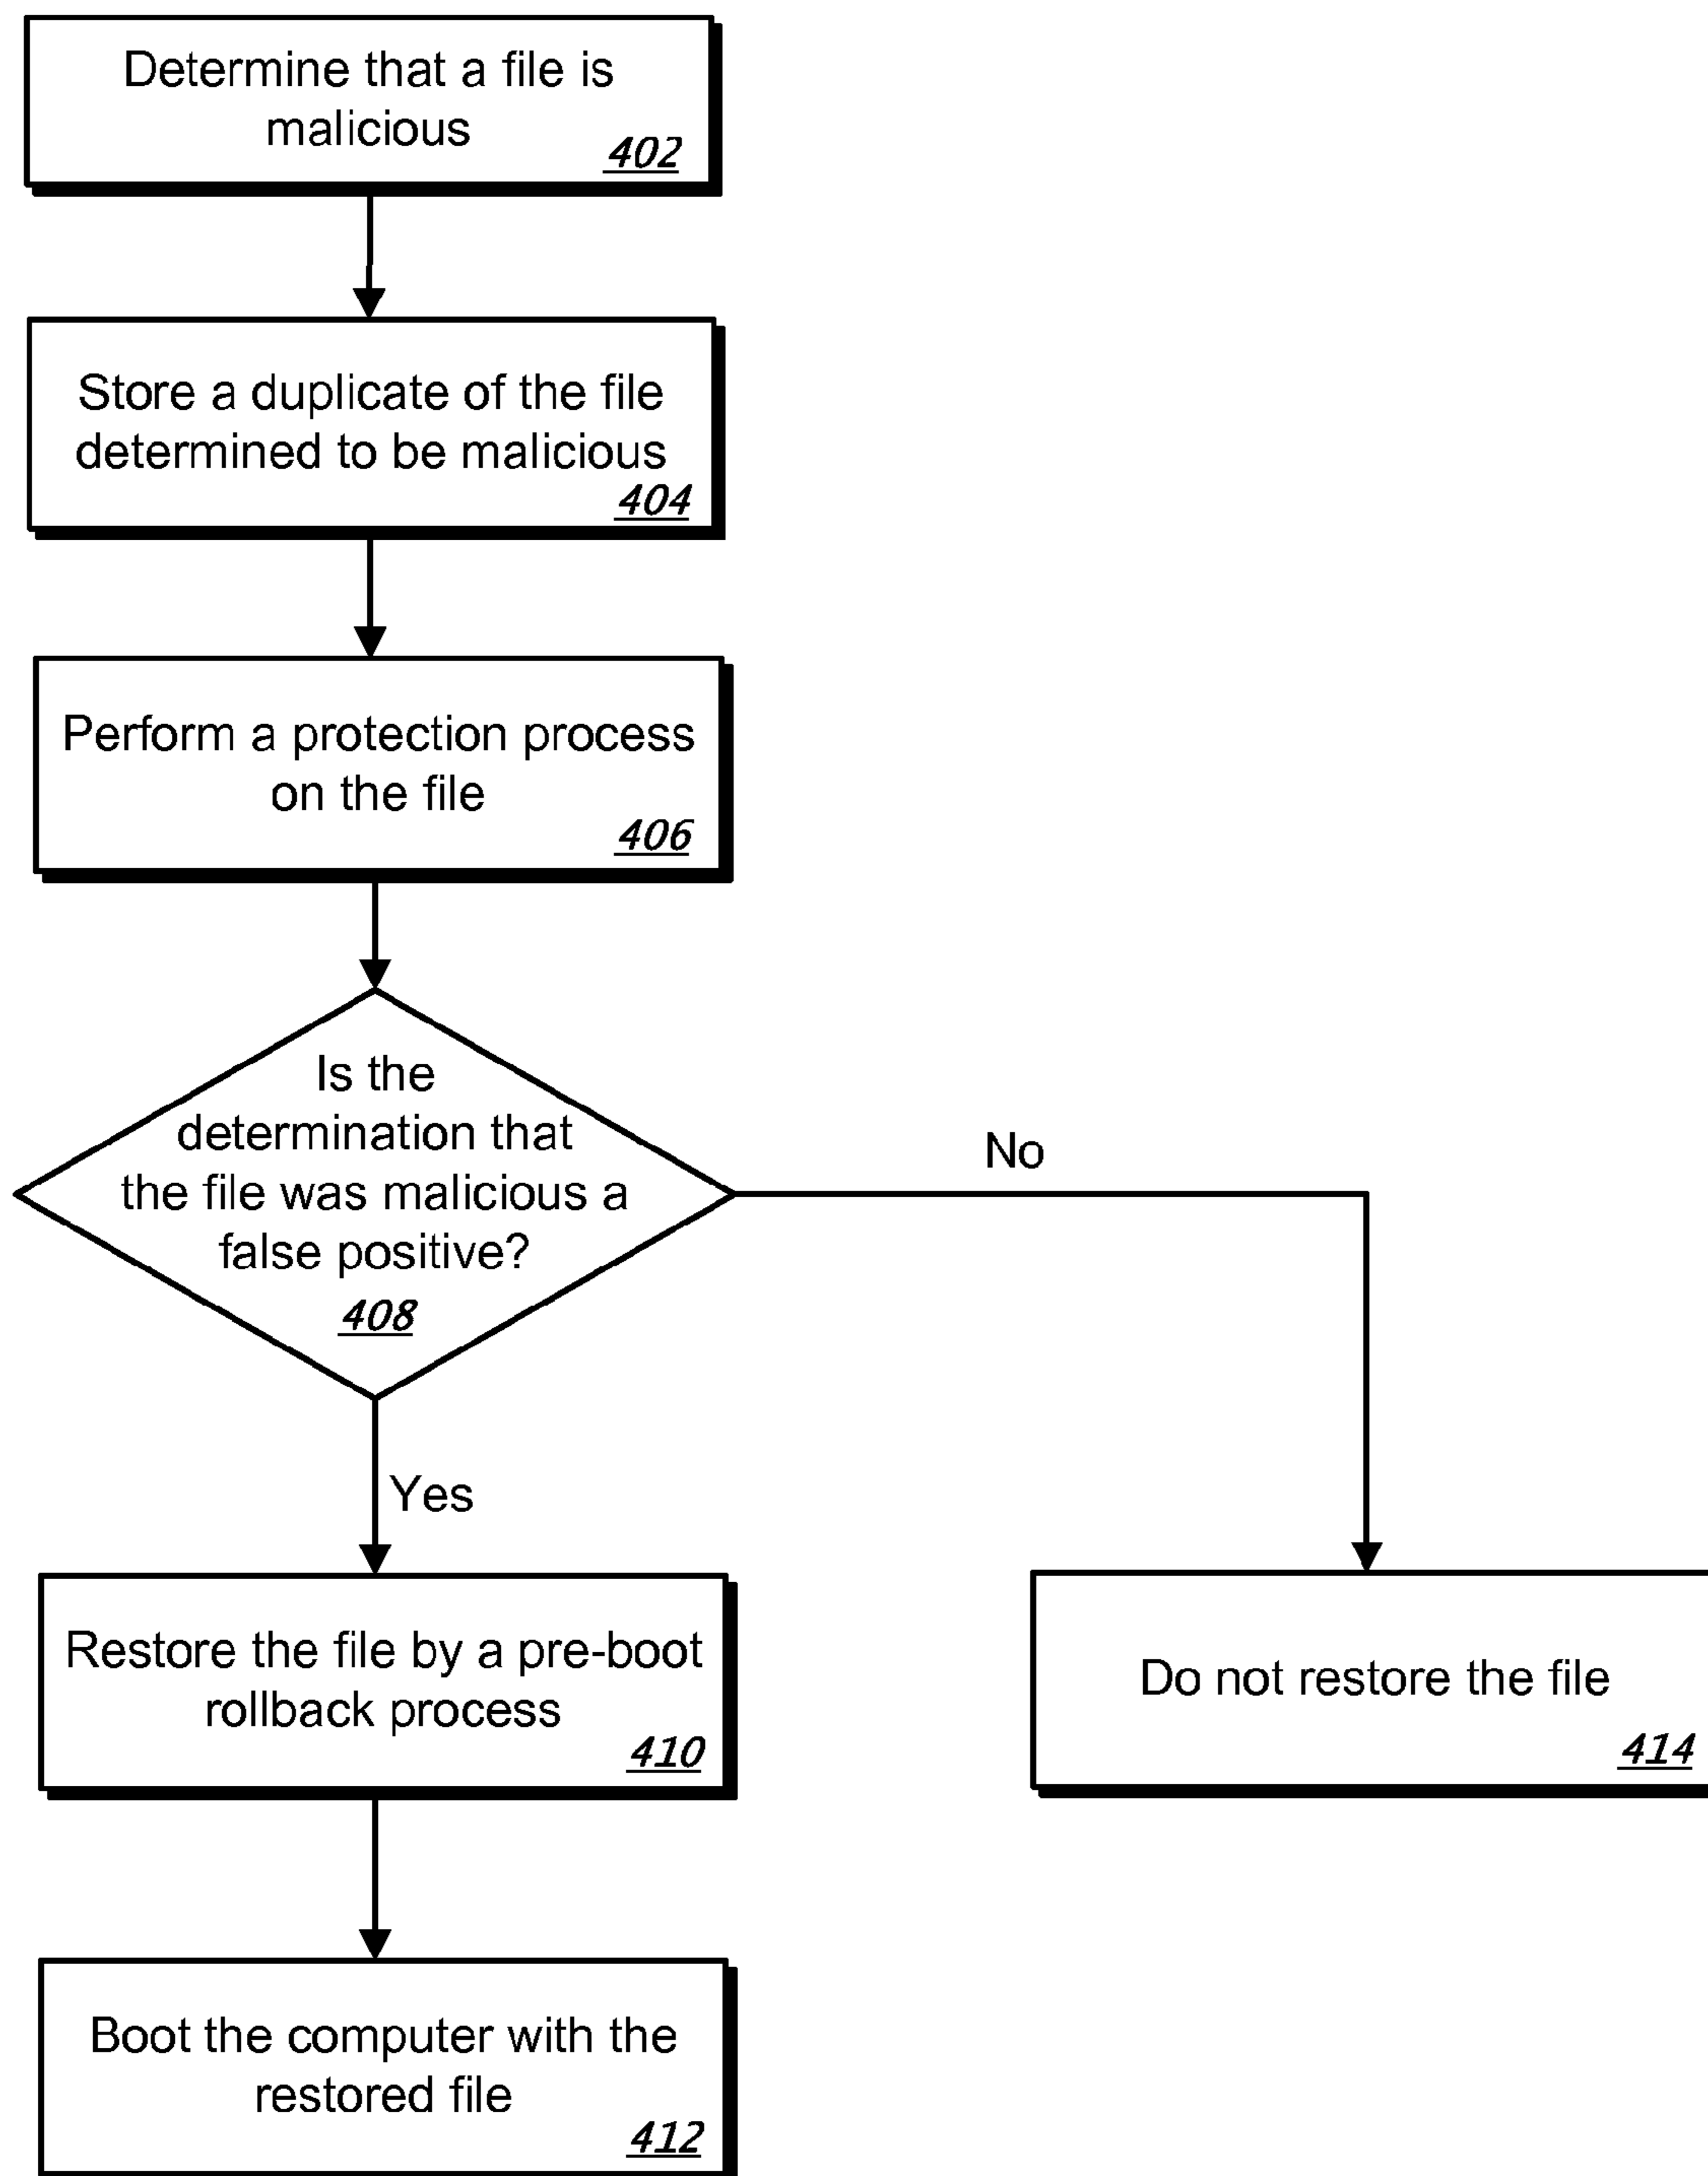 Determine that a file is
malicious
402
Store a duplicate of the file
determined to be malicious
404
Perform a protection process
on the file
406
Is the
determination that
the file was malicious a
false positive?
408
No
Yes
Restore the file by a pre-boot
rollback process
410
Do not restore the file
414
Boot the computer with the
restored file
412